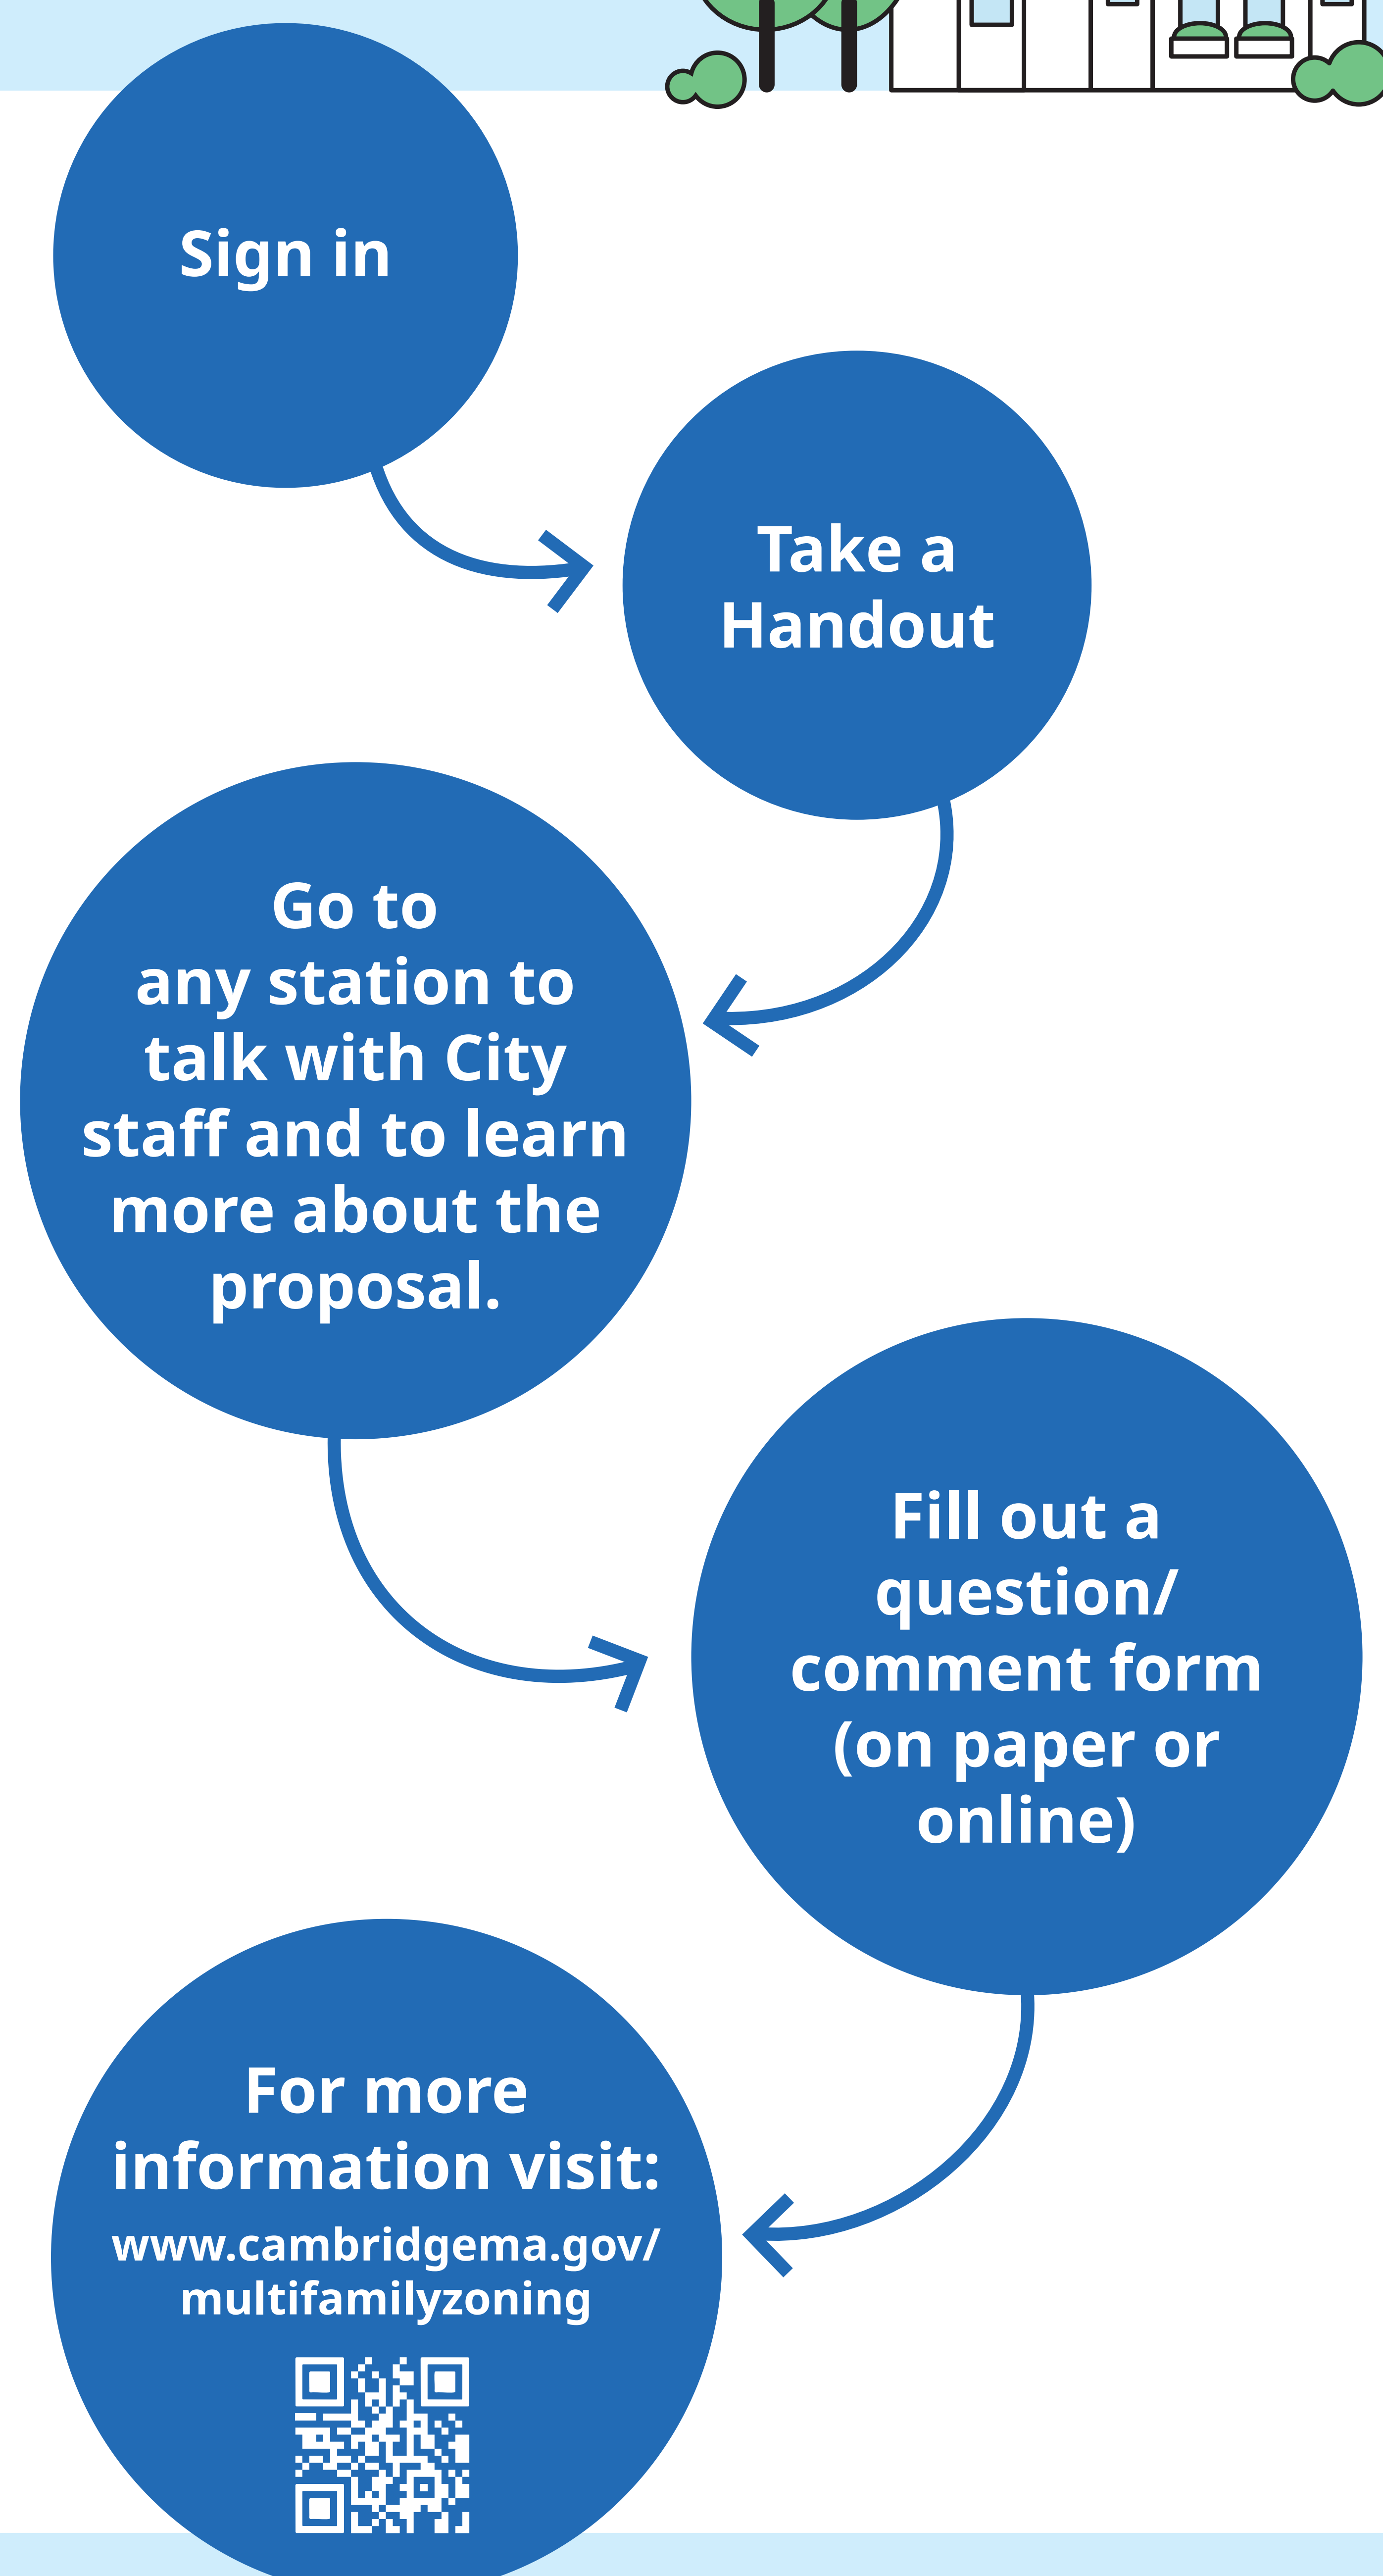 Sign in
Take a
Handout
Go to
any station to
talk with City
staff and to learn
more about the
proposal.
Fill out a
question/
comment form
(on paper or
online)
For more
information visit:
www.cambridgema.gov/
multifamilyzoning